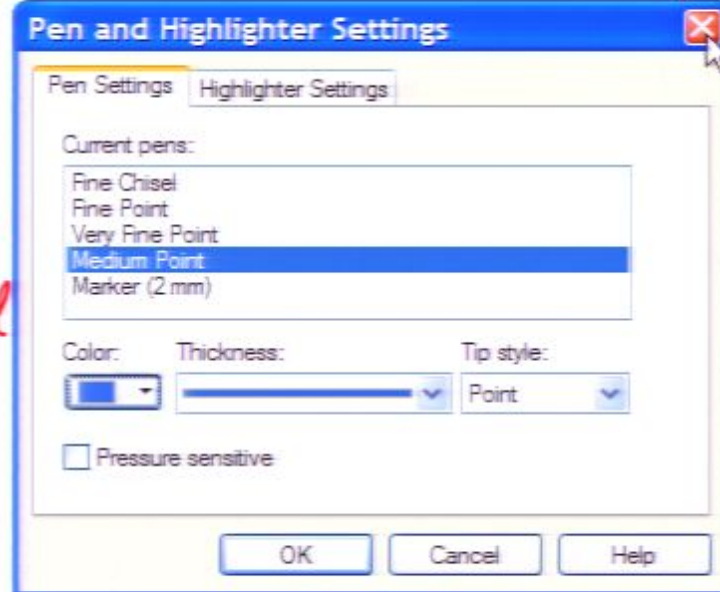 Pen and Highlighter Settings
Pen Settings Highlighter Settings
Current pens:
Fine Chisel
Fine Point
Very Fine Point
Medium Point
Marker (2 mm)
Color: Thickness: Tip style:
Point
Pressure sensitive
OK Cancel Help